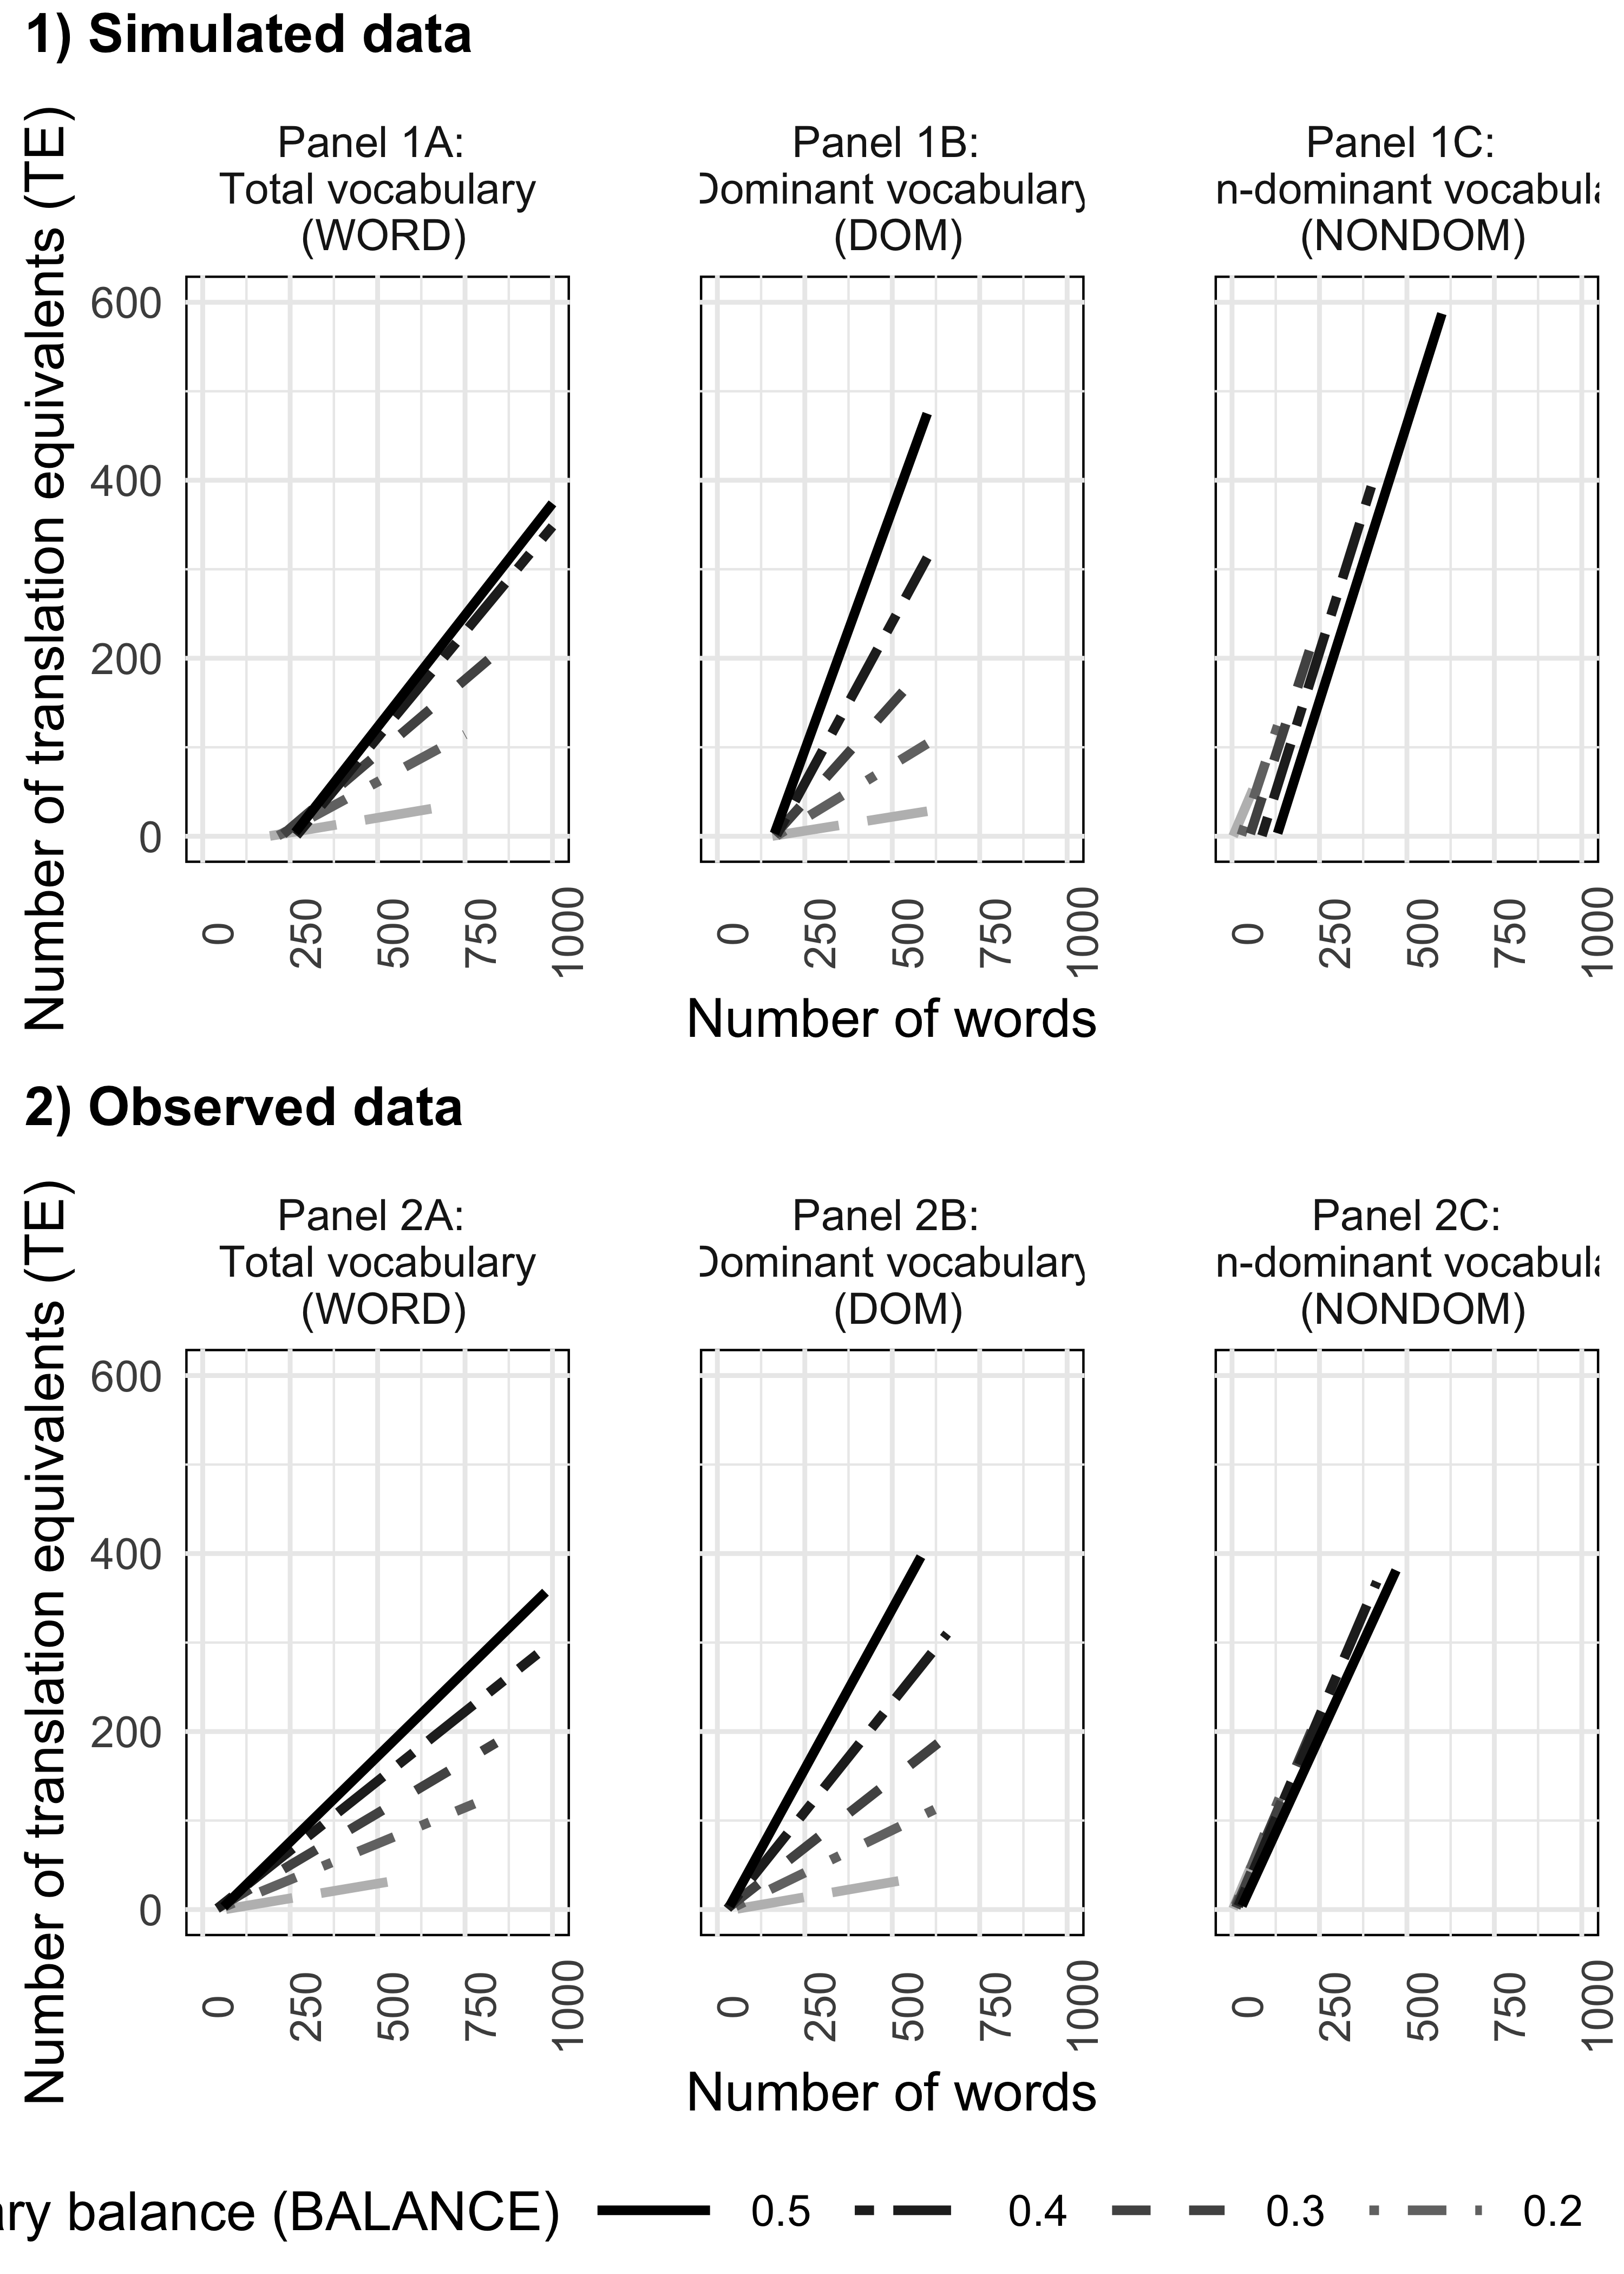 1) Simulated data
Number of translation equivalents (TE)
Panel 1A:
Total vocabulary
(WORD)
Panel 1B:
Dominant vocabulary
(DOM)
Panel 1C:
n-dominant vocabula
(NONDOM)
600
400
200
0
0 250 500 750 1000
0 250 500 750 1000
0 250 500 750 1000
Number of words
2) Observed data
Number of translation equivalents (TE)
Panel 2A:
Total vocabulary
(WORD)
Panel 2B:
Dominant vocabulary
(DOM)
Panel 2C:
n-dominant vocabula
(NONDOM)
600
400
200
0
0 250 500 750 1000
0 250 500 750 1000
0 250 500 750 1000
Number of words
ry balance (BALANCE) 0.5 0.4 0.3 0.2